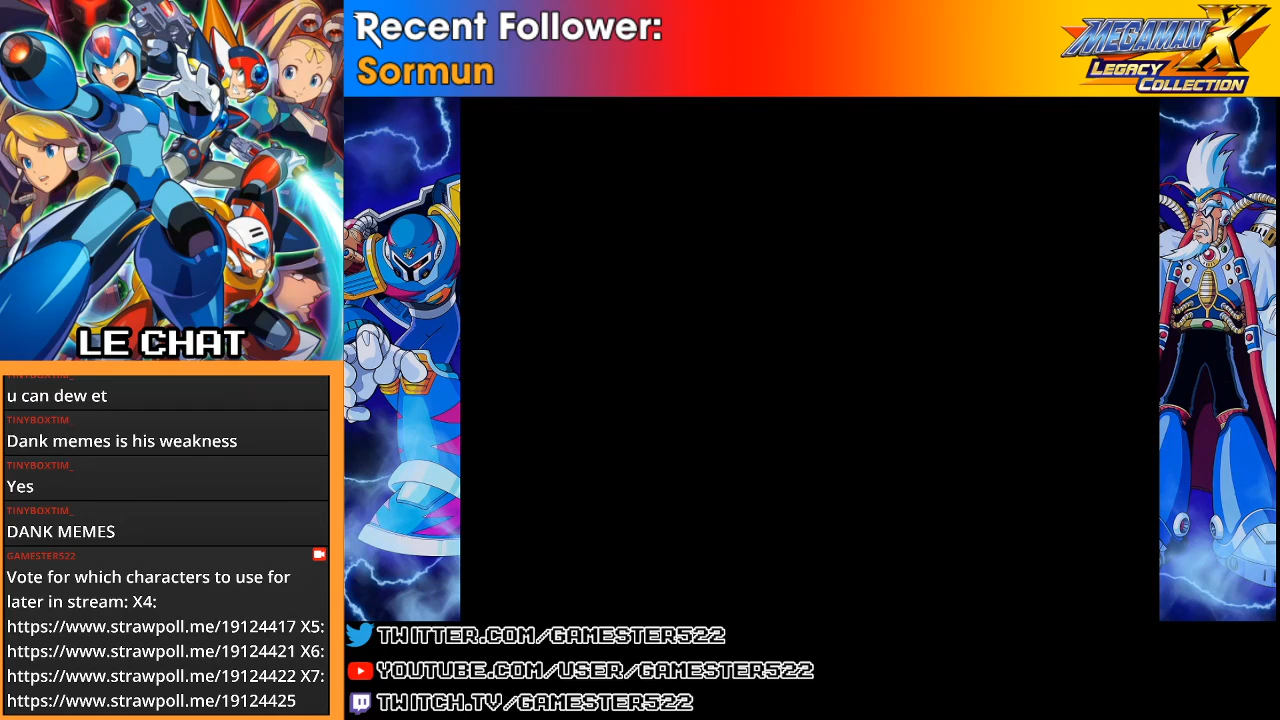 Recent Follower:
Sormun
MEGAMAN X
LEGACY
COLLECTION
LE CHAT
TINYBOXTIM_
u can dew et
TINYBOXTIM_
Dank memes is his weakness
TINYBOXTIM_
Yes
TINYBOXTIM_
DANK MEMES
GAMESTER522
Vote for which characters to use for
later in stream: X4:
https://www.strawpoll.me/19124417 X5:
https://www.strawpoll.me/19124421 X6:
https://www.strawpoll.me/19124422 X7:
https://www.strawpoll.me/19124425
TWITTER.COM/GAMESTER522
YOUTUBE.COM/USER/GAMESTER522
TWITCH.TV/GAMESTER522